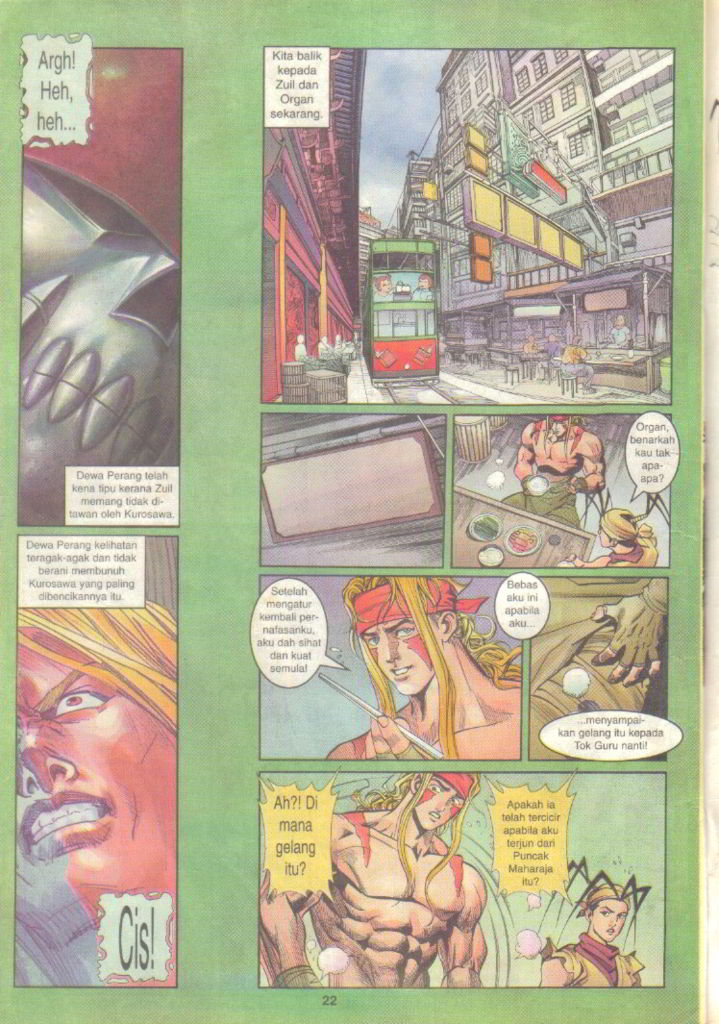 Argh!
Heh,
heh...
Dewa Perang telah
kena tipu kerana Zuil
memang tidak di-
tawan oleh Kurosawa.
Dewa Perang kelihatan
teragak-agak dan tidak
berani membunuh
Kurosawa yang paling
dibencikannya itu.
Cis!
Kita balik
kepada
Zuil dan
Organ
sekarang.
Organ,
benarkah
kau tak
apa-
apa?
Setelah
mengatur
kembali per-
nafasanku,
aku dah sihat
dan kuat
semula!
Bebas
aku ini
apabila
aku...
...menyampai-
kan gelang itu kepada
Tok Guru nanti!
Ah?! Di
mana
gelang
itu?
Apakah ia
telah tercicir
apabila aku
terjun dari
Puncak
Maharaja
itu?
22